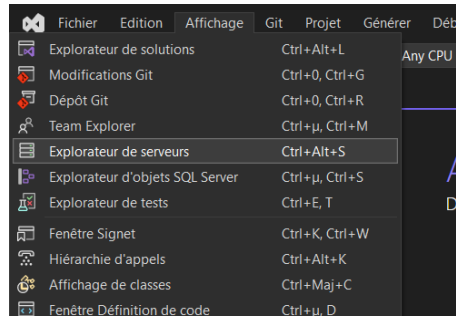 Fichier Edition Affichage Git Projet Générer Déb
Explorateur de solutions Ctrl+Alt+L
Any CPU
Modifications Git Ctrl+0, Ctrl+G
Dépôt Git Ctrl+0, Ctrl+R
Team Explorer Ctrl+µ, Ctrl+M
Explorateur de serveurs Ctrl+Alt+S
Explorateur d'objets SQL Server Ctrl+µ, Ctrl+S
Explorateur de tests Ctrl+E, T
Fenêtre Signet Ctrl+K, Ctrl+W
Hiérarchie d'appels Ctrl+Alt+K
Affichage de classes Ctrl+Maj+C
Fenêtre Définition de code Ctrl+µ, D